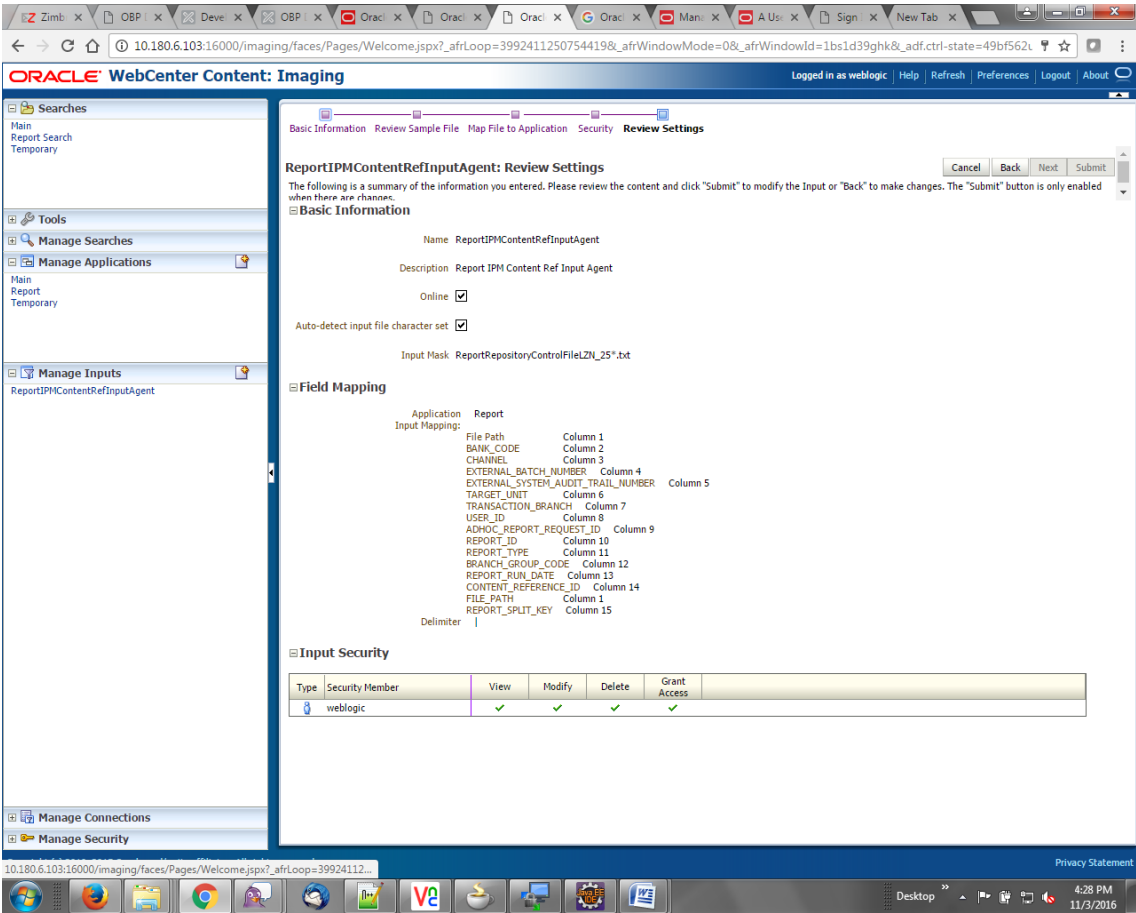 Zimb
OBP
Devel
OBP
Oracl
Oracl
Oracl
Oracl
Mana
A Use
Sign
New Tab
10.180.6.103:16000/imaging/faces/Pages/Welcome.jspx?_afrLoop=3992411250754419&_afrWindowMode=0&_afrWindowId=1bs1d39ghk&_adf.ctrl-state=49bf562u
ORACLE WebCenter Content: Imaging
Logged in as weblogic Help Refresh Preferences Logout About
Searches
Main
Report Search
Temporary
Tools
Manage Searches
Manage Applications
Main
Report
Temporary
Manage Inputs
ReportIPMContentRefInputAgent
Manage Connections
Manage Security
Basic Information Review Sample File Map File to Application Security Review Settings
ReportIPMContentRefInputAgent: Review Settings
Cancel Back Next Submit
The following is a summary of the information you entered. Please review the content and click "Submit" to modify the Input or "Back" to make changes. The "Submit" button is only enabled
when there are changes.
Basic Information
Name ReportIPMContentRefInputAgent
Description Report IPM Content Ref Input Agent
Online
Auto-detect input file character set
Input Mask ReportRepositoryControlFileLZN_25*.txt
Field Mapping
Application Report
Input Mapping:
File Path Column 1
BANK_CODE Column 2
CHANNEL Column 3
EXTERNAL_BATCH_NUMBER Column 4
EXTERNAL_SYSTEM_AUDIT_TRAIL_NUMBER Column 5
TARGET_UNIT Column 6
TRANSACTION_BRANCH Column 7
USER_ID Column 8
ADHOC_REPORT_REQUEST_ID Column 9
REPORT_ID Column 10
REPORT_TYPE Column 11
BRANCH_GROUP_CODE Column 12
REPORT_RUN_DATE Column 13
CONTENT_REFERENCE_ID Column 14
FILE_PATH Column 1
REPORT_SPLIT_KEY Column 15
Delimiter |
Input Security
Type Security Member View Modify Delete Grant Access
weblogic
10.180.6.103:16000/imaging/faces/Pages/Welcome.jspx?_afrLoop=39924112...
Privacy Statement
Desktop
4:28 PM
11/3/2016